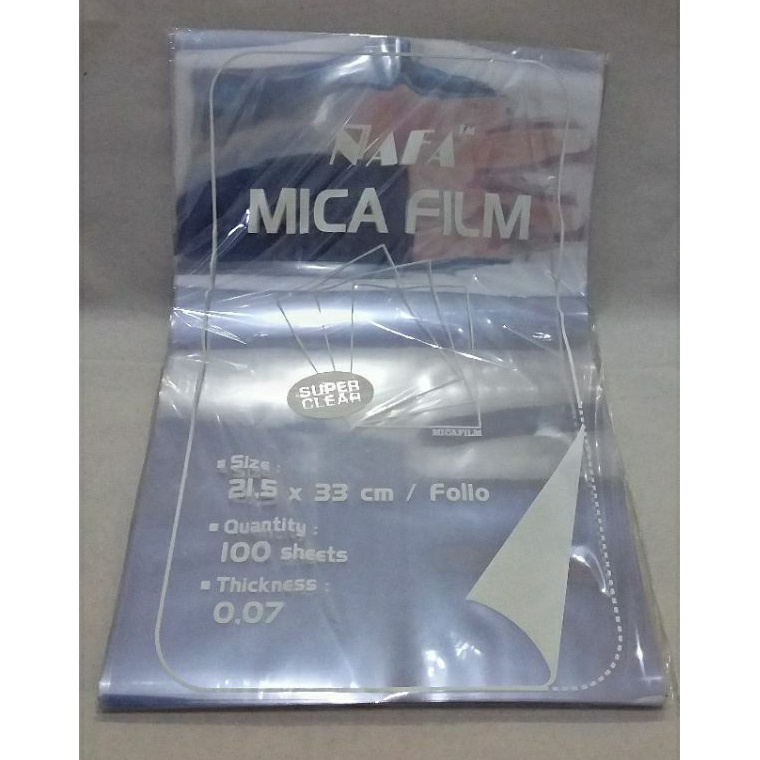 NAFA™
MICA FILM
SUPER
CLEAR
MICAFILM
Size :
21.5 x 33 cm / Folio
Quantity :
100 sheets
Thickness :
0.07